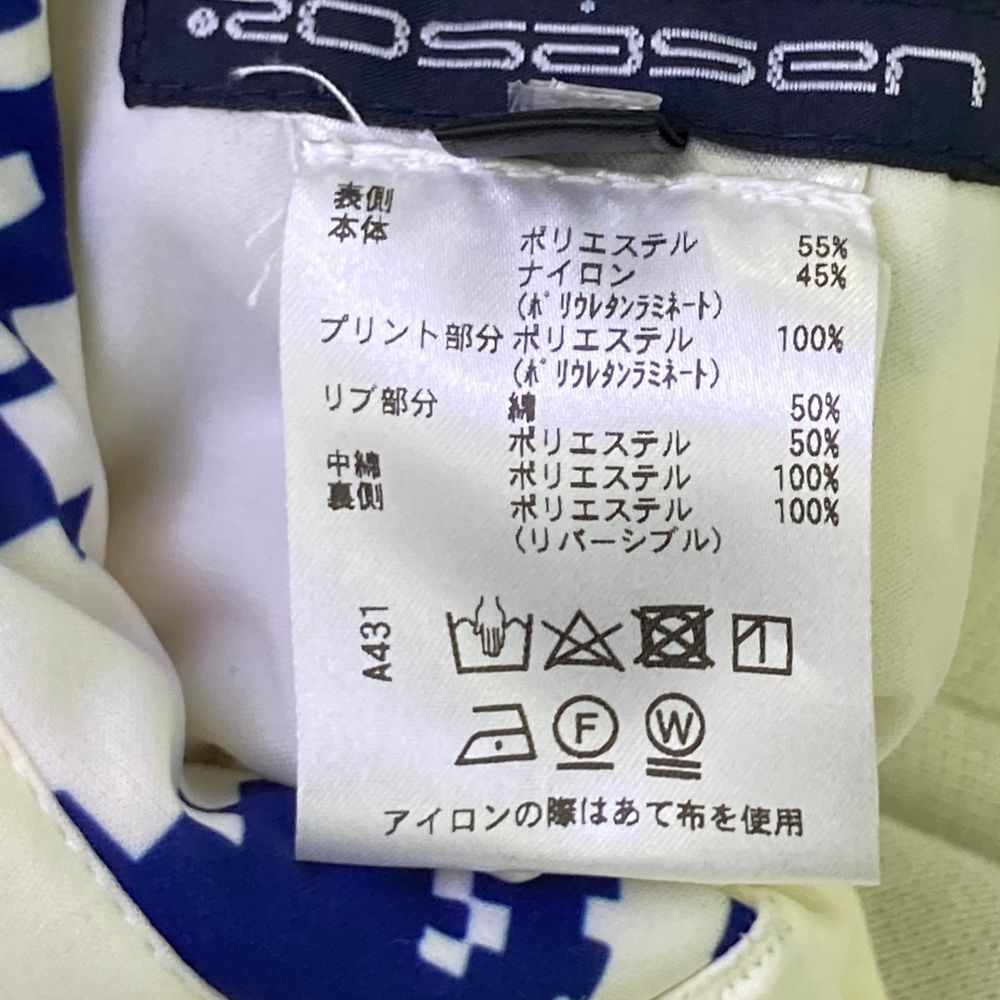 rosasen
表側
本体 ポリエステル 55%
ナイロン 45%
(ポリウレタンラミネート)
プリント部分 ポリエステル 100%
(ポリウレタンラミネート)
リブ部分 綿 50%
ポリエステル 50%
中綿 ポリエステル 100%
裏側 ポリエステル 100%
(リバーシブル)
A431
F W
アイロンの際はあて布を使用